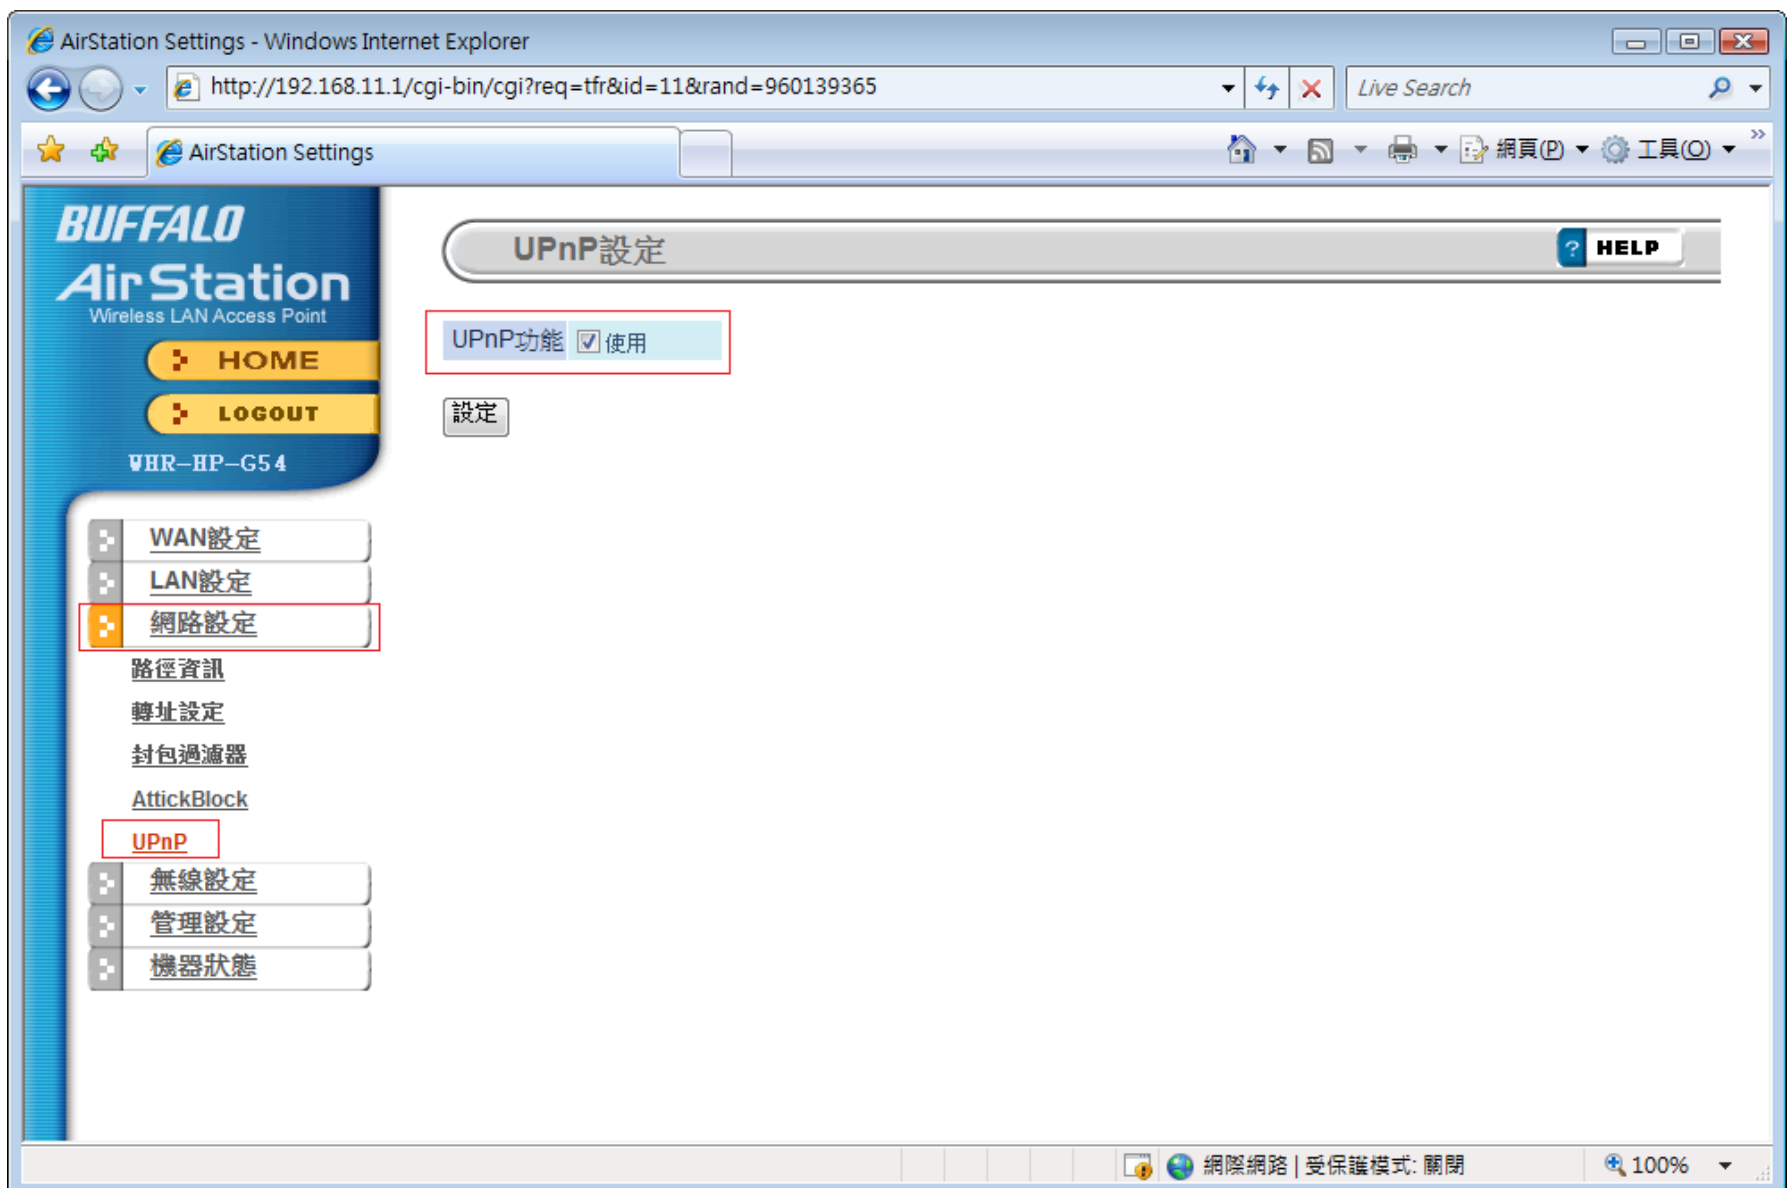 AirStation Settings - Windows Internet Explorer
http://192.168.11.1/cgi-bin/cgi?req=tfr&id=11&rand=960139365
Live Search
AirStation Settings
網頁(P)
工具(O)
BUFFALO
AirStation
Wireless LAN Access Point
HOME
LOGOUT
WHR-HP-G54
UPnP設定
? HELP
UPnP功能 使用
設定
WAN設定
LAN設定
網路設定
路徑資訊
轉址設定
封包過濾器
AttickBlock
UPnP
無線設定
管理設定
機器狀態
網際網路 | 受保護模式: 關閉
100%